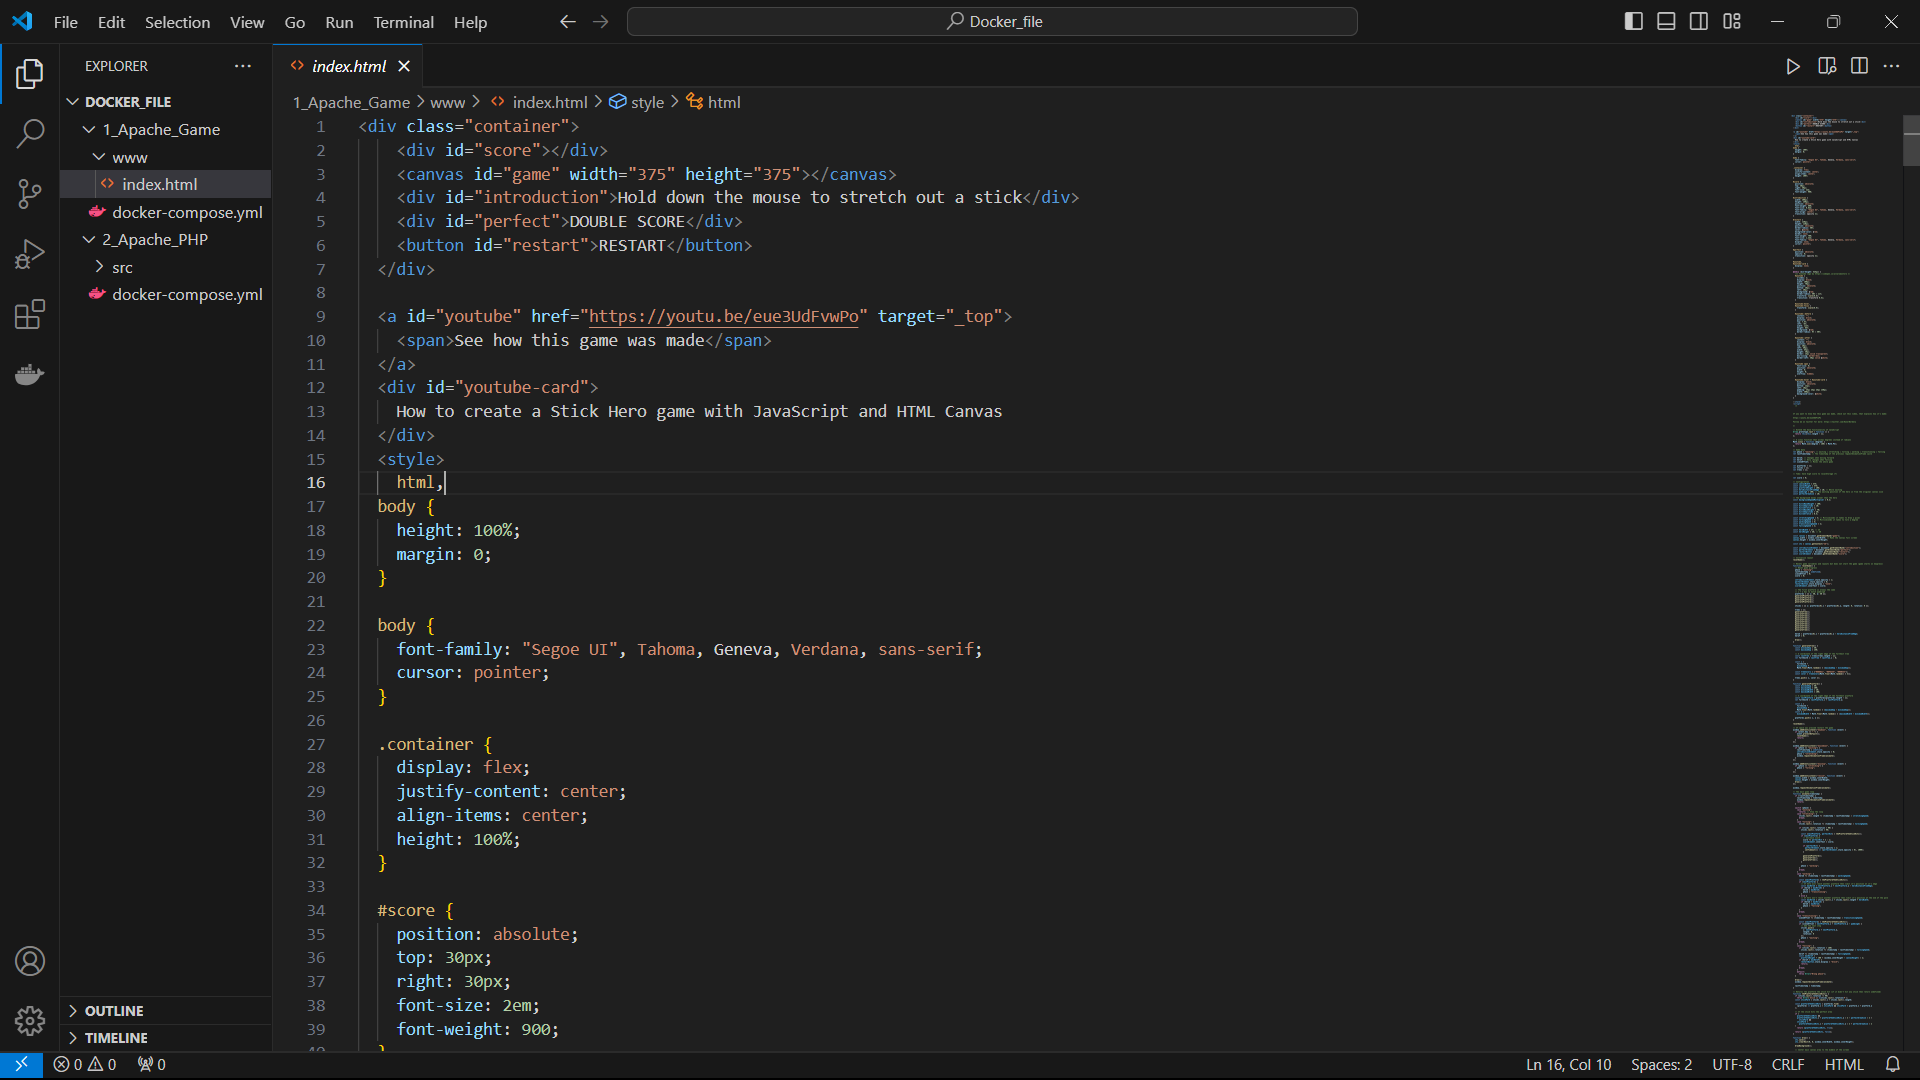 File Edit Selection View Go Run Terminal Help
Docker_file
EXPLORER
DOCKER_FILE
1_Apache_Game
www
index.html
docker-compose.yml
2_Apache_PHP
src
docker-compose.yml
OUTLINE
TIMELINE
index.html
1_Apache_Game > www > index.html > style > html
1 <div class="container">
2 <div id="score"></div>
3 <canvas id="game" width="375" height="375"></canvas>
4 <div id="introduction">Hold down the mouse to stretch out a stick</div>
5 <div id="perfect">DOUBLE SCORE</div>
6 <button id="restart">RESTART</button>
7 </div>
8
9 <a id="youtube" href="https://youtu.be/eue3UdFvwPo" target="_top">
10 <span>See how this game was made</span>
11 </a>
12 <div id="youtube-card">
13 How to create a Stick Hero game with JavaScript and HTML Canvas
14 </div>
15 <style>
16 html,
17 body {
18 height: 100%;
19 margin: 0;
20 }
21
22 body {
23 font-family: "Segoe UI", Tahoma, Geneva, Verdana, sans-serif;
24 cursor: pointer;
25 }
26
27 .container {
28 display: flex;
29 justify-content: center;
30 align-items: center;
31 height: 100%;
32 }
33
34 #score {
35 position: absolute;
36 top: 30px;
37 right: 30px;
38 font-size: 2em;
39 font-weight: 900;
0 0 0
Ln 16, Col 10 Spaces: 2 UTF-8 CRLF HTML